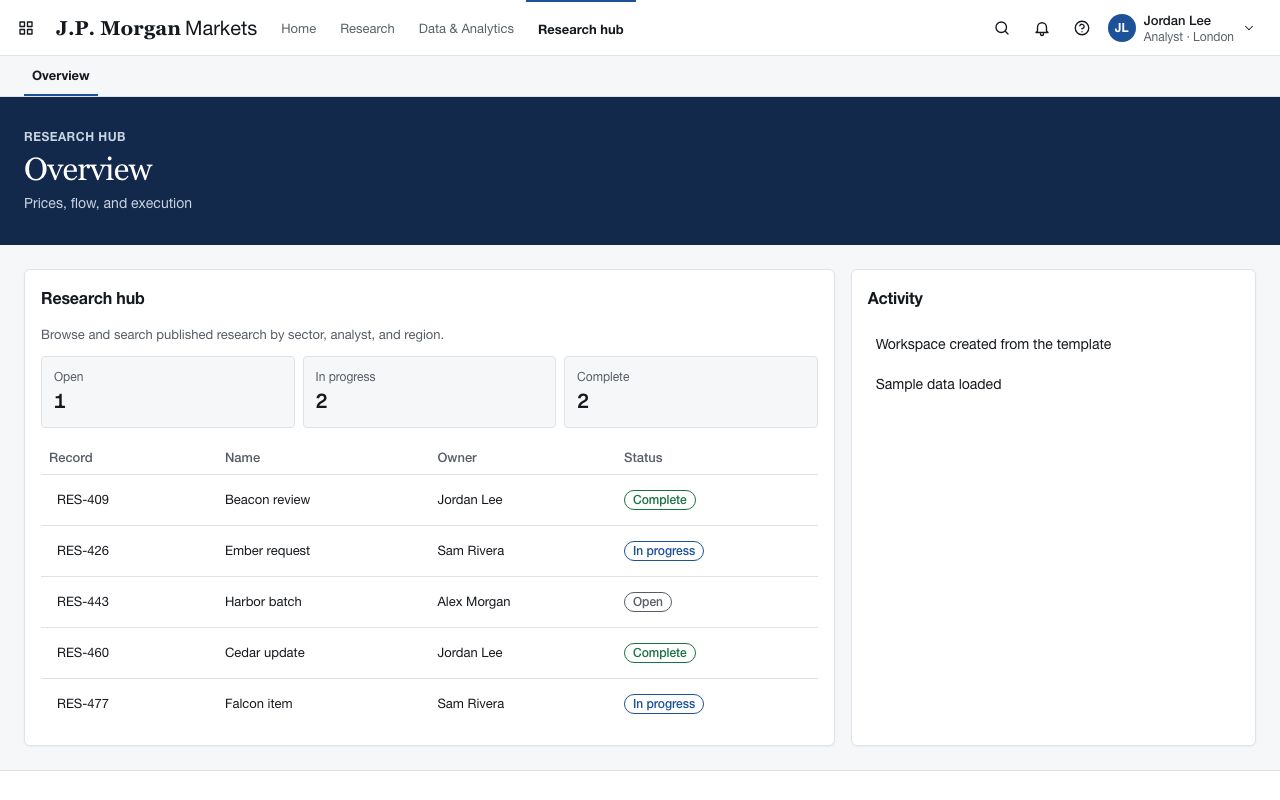 J.P. Morgan Markets Home Research Data & Analytics Research hub JL Jordan Lee
Analyst · London
Overview
RESEARCH HUB
Overview
Prices, flow, and execution
Research hub
Browse and search published research by sector, analyst, and region.
Open In progress Complete
1 2 2
Record Name Owner Status
RES-409 Beacon review Jordan Lee Complete
RES-426 Ember request Sam Rivera In progress
RES-443 Harbor batch Alex Morgan Open
RES-460 Cedar update Jordan Lee Complete
RES-477 Falcon item Sam Rivera In progress
Activity
Workspace created from the template
Sample data loaded